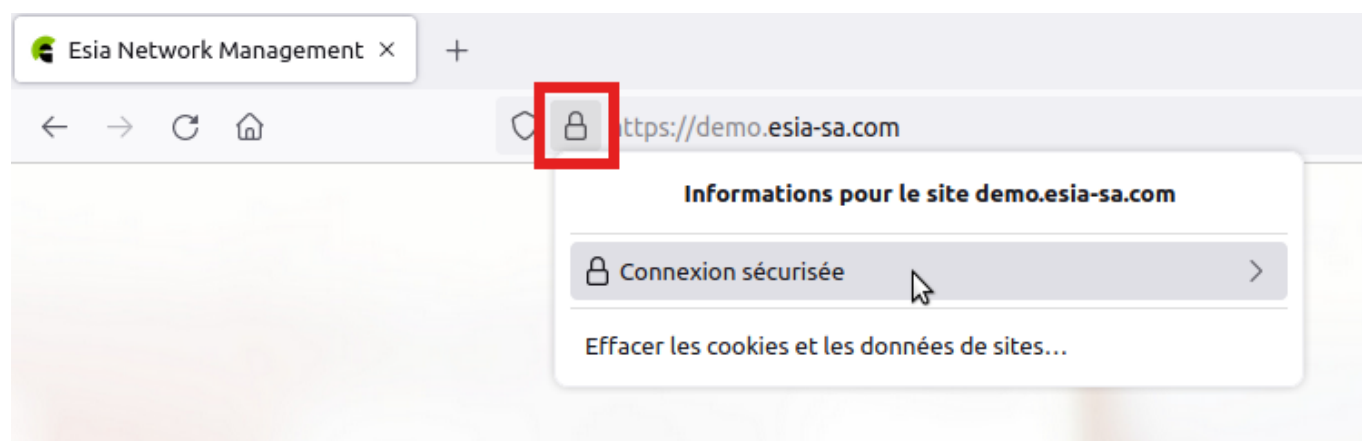 Esia Network Management
ttps://demo.esia-sa.com
Informations pour le site demo.esia-sa.com
Connexion sécurisée
Effacer les cookies et les données de sites…